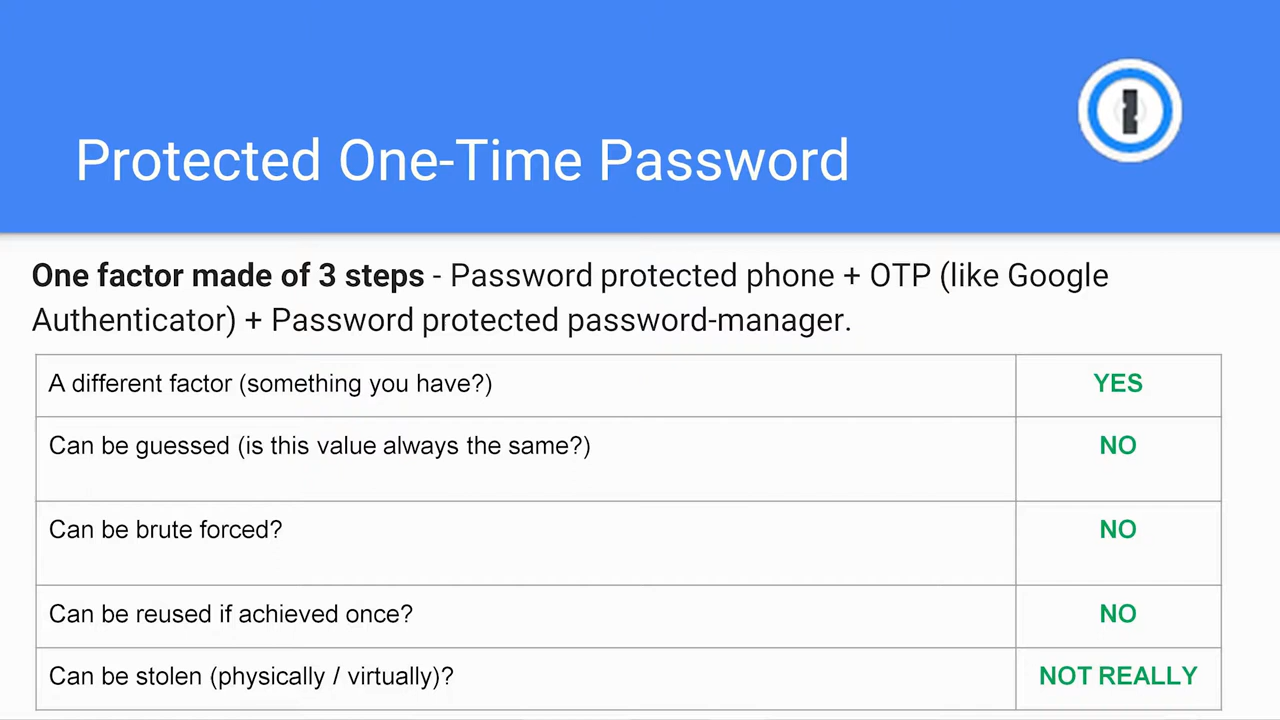 Protected One-Time Password
One factor made of 3 steps - Password protected phone + OTP (like Google
Authenticator) + Password protected password-manager.
A different factor (something you have?) YES
Can be guessed (is this value always the same?) NO
Can be brute forced? NO
Can be reused if achieved once? NO
Can be stolen (physically / virtually)? NOT REALLY